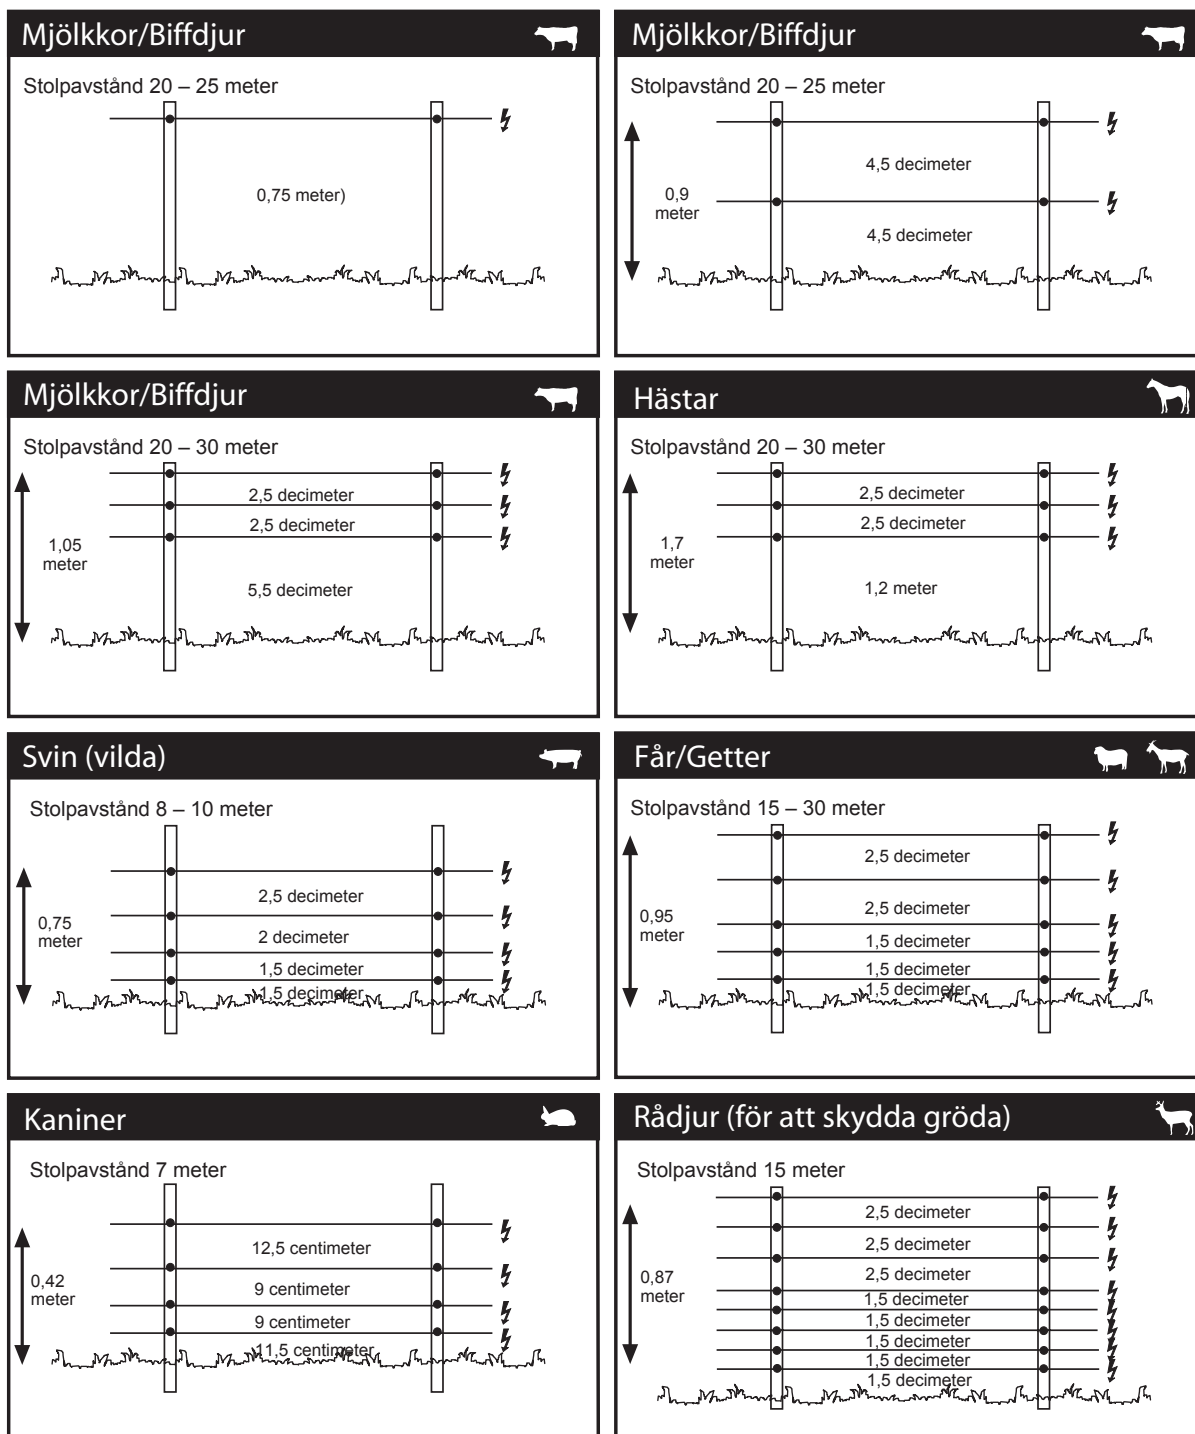 Mjölkkor/Biffdjur
Stolpavstånd 20 – 25 meter
0,75 meter)
Mjölkkor/Biffdjur
Stolpavstånd 20 – 25 meter
4,5 decimeter
0,9
meter
4,5 decimeter
Mjölkkor/Biffdjur
Stolpavstånd 20 – 30 meter
2,5 decimeter
2,5 decimeter
1,05
meter
5,5 decimeter
Hästar
Stolpavstånd 20 – 30 meter
2,5 decimeter
2,5 decimeter
1,7
meter
1,2 meter
Svin (vilda)
Stolpavstånd 8 – 10 meter
2,5 decimeter
0,75
meter
2 decimeter
1,5 decimeter
1,5 decimeter
Får/Getter
Stolpavstånd 15 – 30 meter
2,5 decimeter
2,5 decimeter
0,95
meter
1,5 decimeter
1,5 decimeter
1,5 decimeter
Kaniner
Stolpavstånd 7 meter
12,5 centimeter
0,42
meter
9 centimeter
9 centimeter
11,5 centimeter
Rådjur (för att skydda gröda)
Stolpavstånd 15 meter
2,5 decimeter
2,5 decimeter
2,5 decimeter
0,87
meter
1,5 decimeter
1,5 decimeter
1,5 decimeter
1,5 decimeter
1,5 decimeter